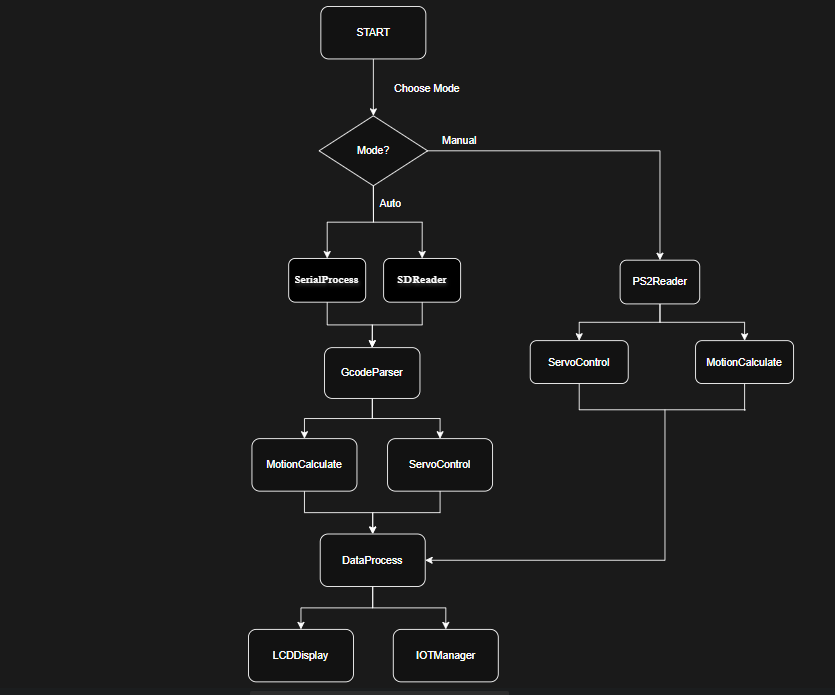 START
Choose Mode
Mode?
Manual
Auto
SerialProcess
SDReader
PS2Reader
GcodeParser
ServoControl
MotionCalculate
MotionCalculate
ServoControl
DataProcess
LCDDisplay
IOTManager